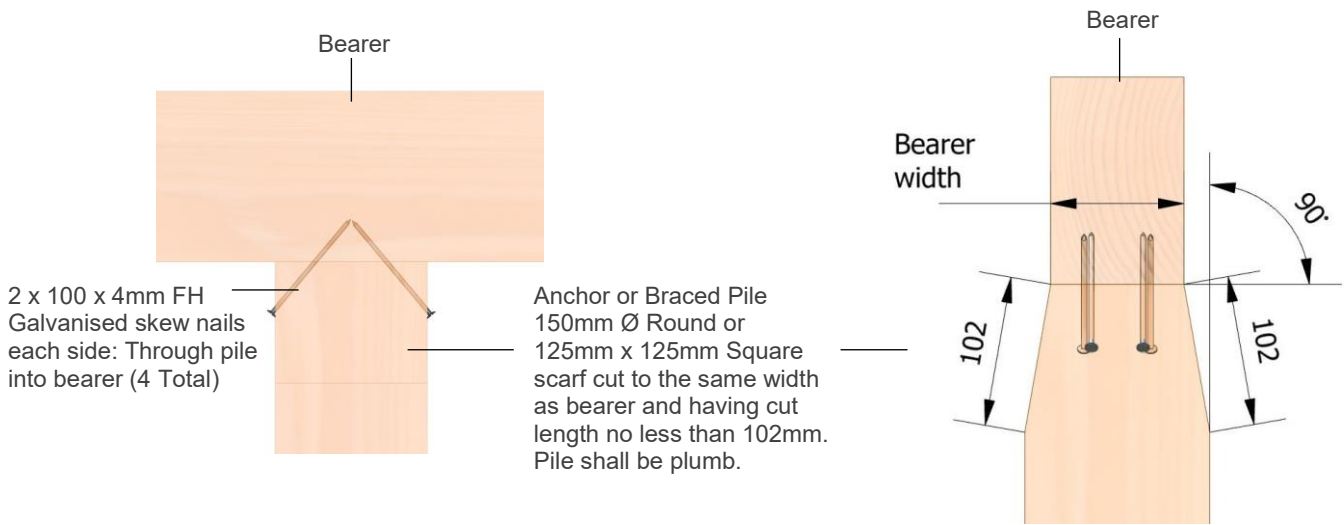 Bearer
2 x 100 x 4mm FH
Galvanised skew nails
each side: Through pile
into bearer (4 Total)
Anchor or Braced Pile
150mm Ø Round or
125mm x 125mm Square
scarf cut to the same width
as bearer and having cut
length no less than 102mm.
Pile shall be plumb.
Bearer
Bearer
width
90°
102
102